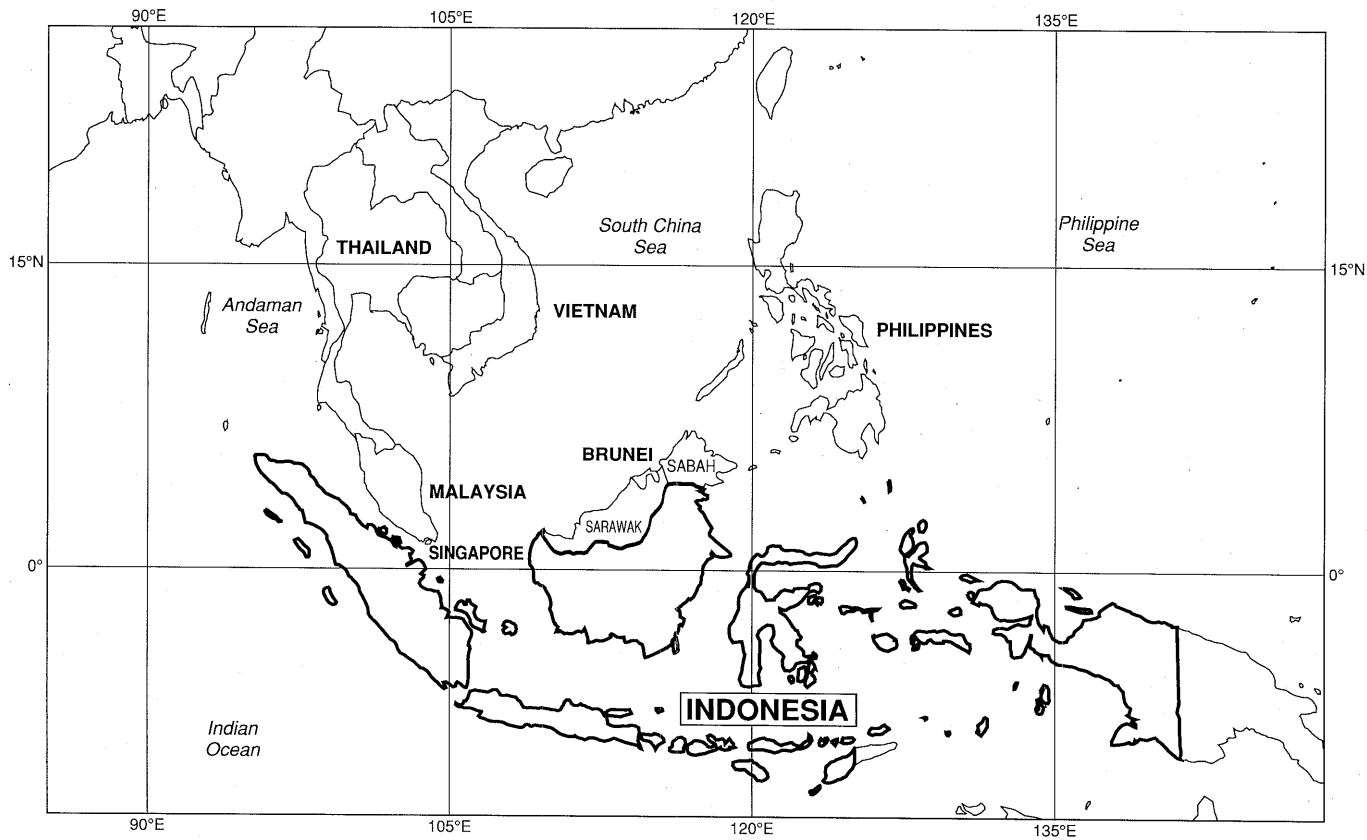 90°E 105°E 120°E 135°E
South China
Sea
Philippine
Sea
THAILAND
15°N 15°N
Andaman
Sea
VIETNAM
PHILIPPINES
BRUNEI
SABAH
MALAYSIA
SARAWAK
SINGAPORE
0° 0°
INDONESIA
Indian
Ocean
90°E 105°E 120°E 135°E